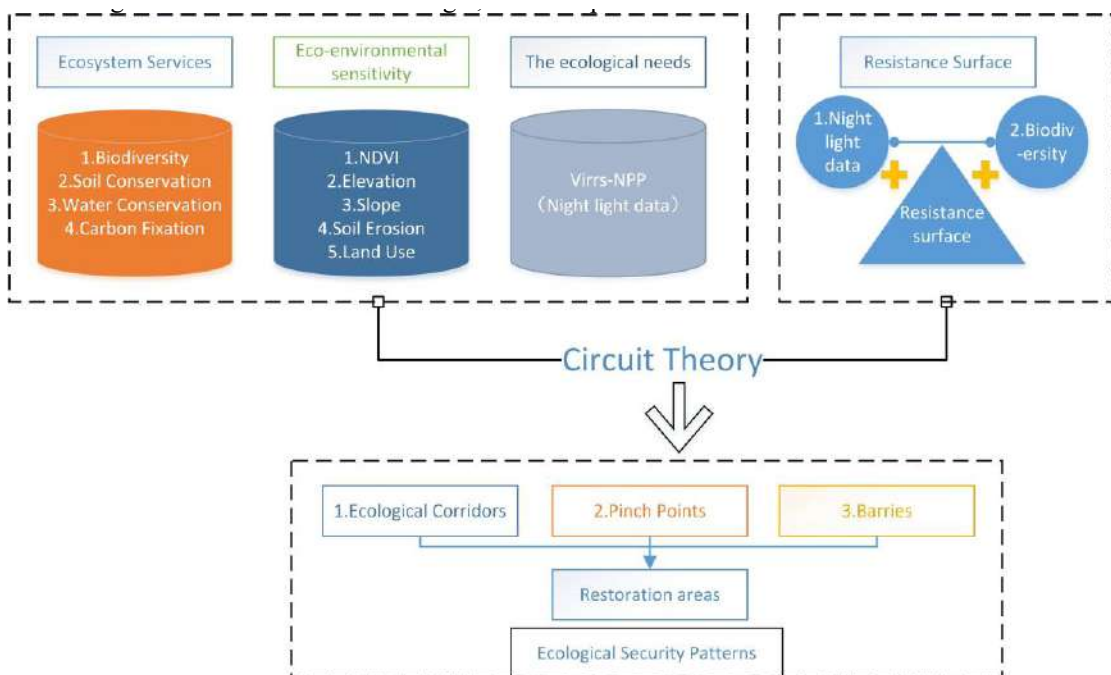 Ecosystem Services
Eco-environmental
sensitivity
The ecological needs
1.Biodiversity
2.Soil Conservation
3.Water Conservation
4.Carbon Fixation
1.NDVI
2.Elevation
3.Slope
4.Soil Erosion
5.Land Use
Virrs-NPP
（Night light data）
Resistance Surface
1.Night
light
data
2.Biodiv
-ersity
Resistance
surface
Circuit Theory
1.Ecological Corridors
2.Pinch Points
3.Barries
Restoration areas
Ecological Security Patterns